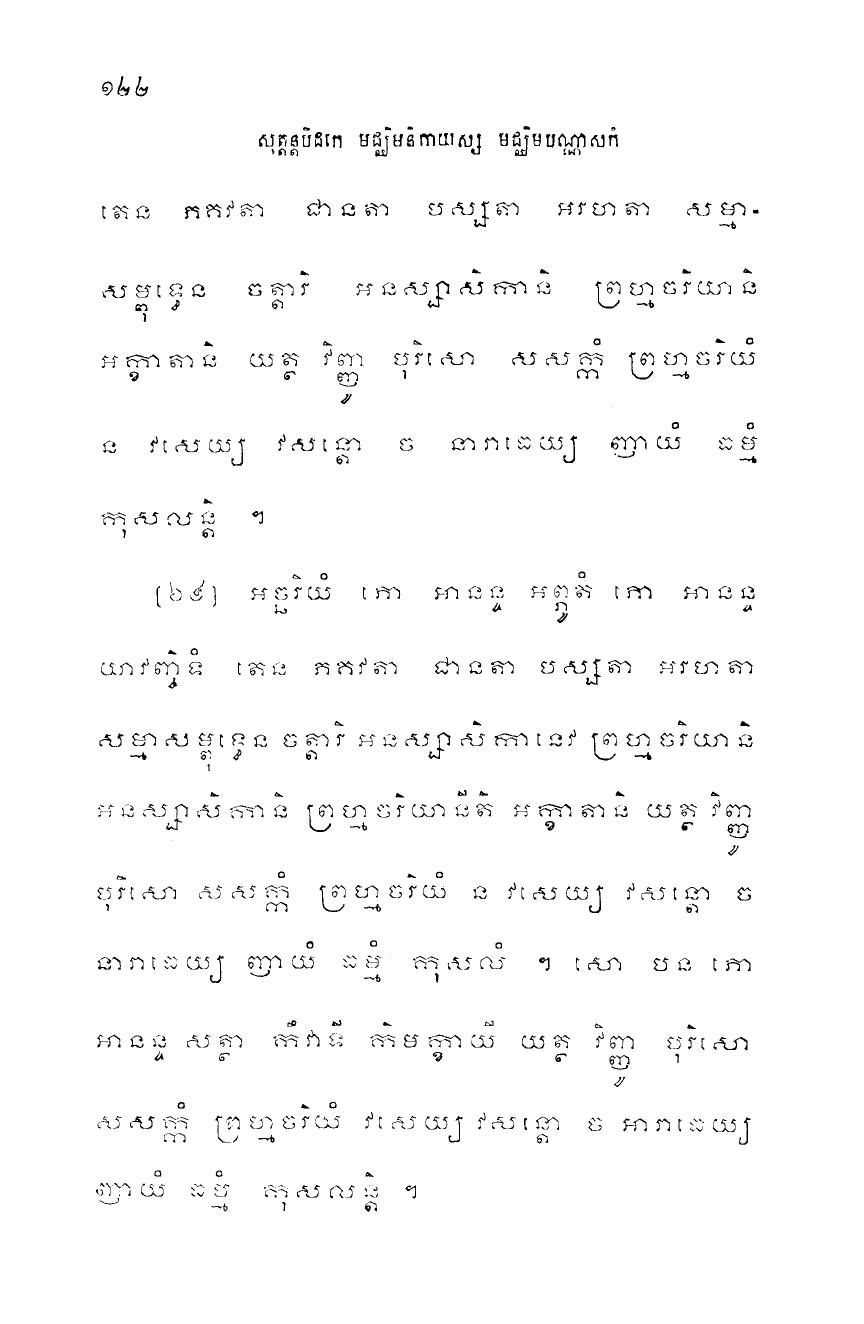 ១៤៤
សុត្តន្តបិដកេ មជ្ឈិមនិកាយស្ស មជ្ឈិមបណ្ណាសកំ
តេន ភគវតា ជានតា បស្សតា អរហតា សម្មា-
សម្ពុទ្ធេន ចត្តារិ អនស្សាសិកានិ ព្រហ្មចរិយានិ
អក្ខាតានិ យត្ថ វិញ្ញូ បុរិសោ សសក្កំ ព្រហ្មចរិយំ
ន វសេយ្យ វសន្តោ ច នារាធេយ្យ ញាយំ ធម្មំ
កុសលន្តិ ។
[៦៩] អច្ឆរិយំ ភោ អានន្ទ អព្ភូតំ ភោ អានន្ទ
យាវញ្ចិទំ តេន ភគវតា ជានតា បស្សតា អរហតា
សម្មាសម្ពុទ្ធេន ចត្តារិ អនស្សាសិកានេវ ព្រហ្មចរិយានិ
អនស្សាសិកានិ ព្រហ្មចរិយានីតិ អក្ខាតានិ យត្ថ វិញ្ញូ
បុរិសោ សសក្កំ ព្រហ្មចរិយំ ន វសេយ្យ វសន្តោ ច
នារាធេយ្យ ញាយំ ធម្មំ កុសលំ ។ សោ បន ភោ
អានន្ទ សត្ថា កឹវាទី កិមក្ខាយី យត្ថ វិញ្ញូ បុរិសោ
សសក្កំ ព្រហ្មចរិយំ វសេយ្យ វសន្តោ ច អារាធេយ្យ
ញាយំ ធម្មំ កុសលន្តិ ។